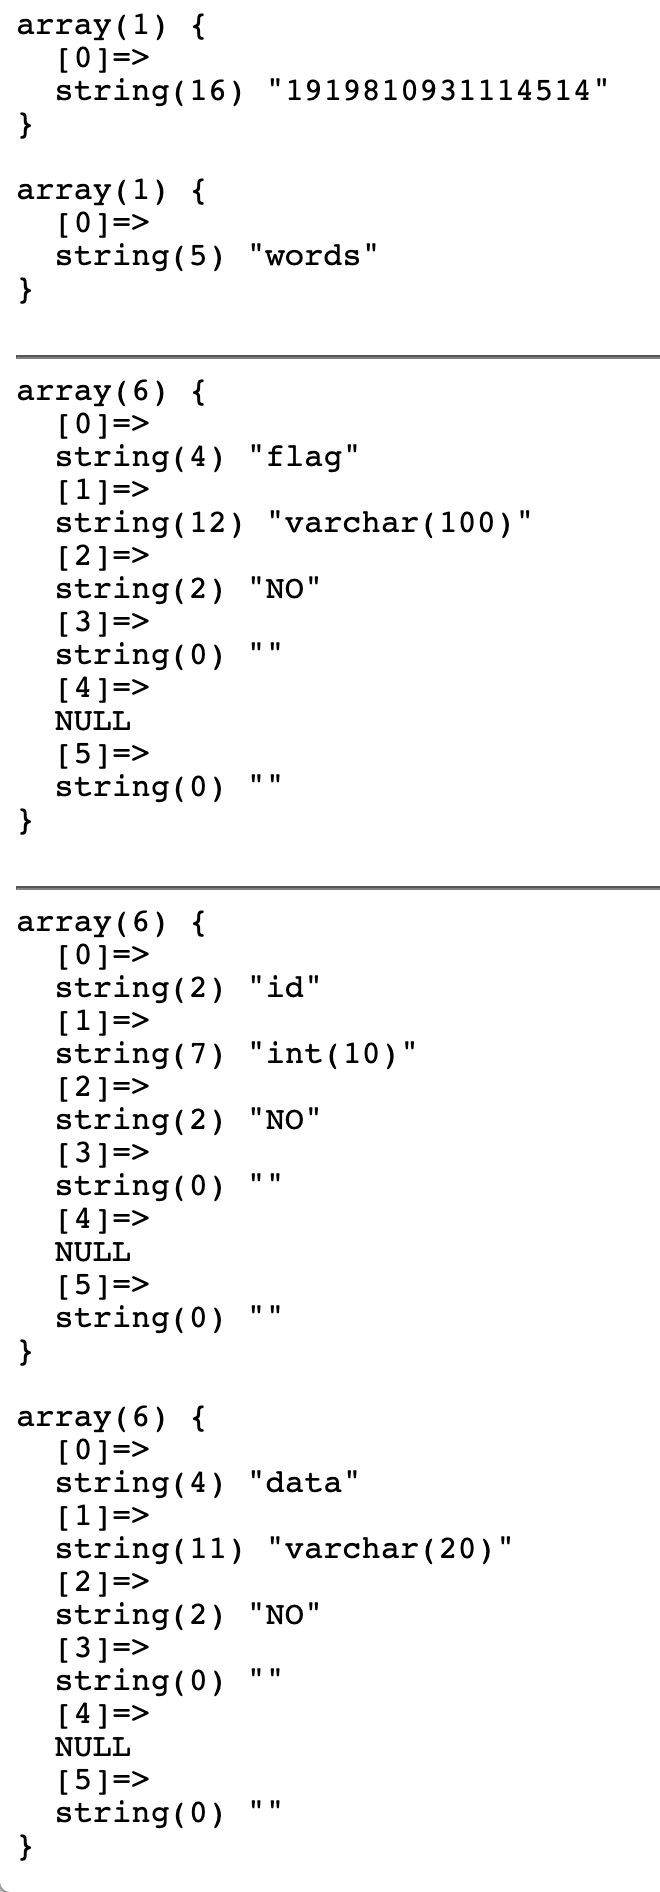 array(1) {
  [0]=>
  string(16) "1919810931114514"
}
array(1) {
  [0]=>
  string(5) "words"
}
array(6) {
  [0]=>
  string(4) "flag"
  [1]=>
  string(12) "varchar(100)"
  [2]=>
  string(2) "NO"
  [3]=>
  string(0) ""
  [4]=>
  NULL
  [5]=>
  string(0) ""
}
array(6) {
  [0]=>
  string(2) "id"
  [1]=>
  string(7) "int(10)"
  [2]=>
  string(2) "NO"
  [3]=>
  string(0) ""
  [4]=>
  NULL
  [5]=>
  string(0) ""
}
array(6) {
  [0]=>
  string(4) "data"
  [1]=>
  string(11) "varchar(20)"
  [2]=>
  string(2) "NO"
  [3]=>
  string(0) ""
  [4]=>
  NULL
  [5]=>
  string(0) ""
}